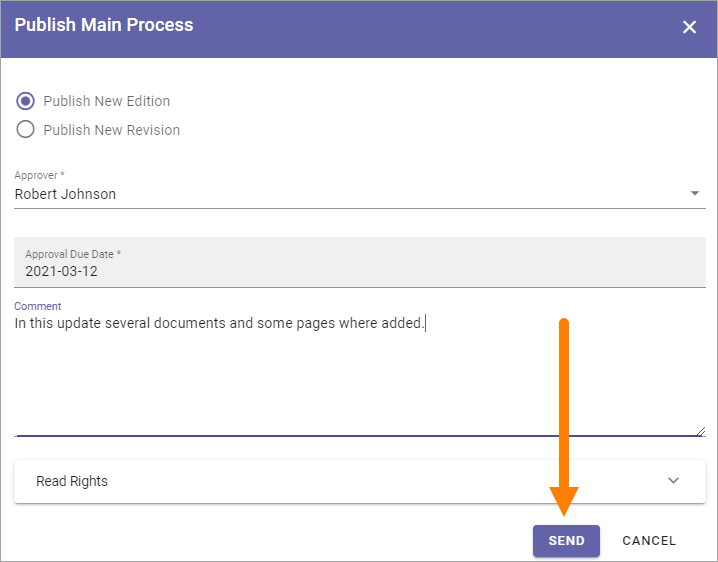 Publish Main Process
Publish New Edition
Publish New Revision
Approver *
Robert Johnson
Approval Due Date *
2021-03-12
Comment
In this update several documents and some pages where added.
Read Rights
SEND CANCEL